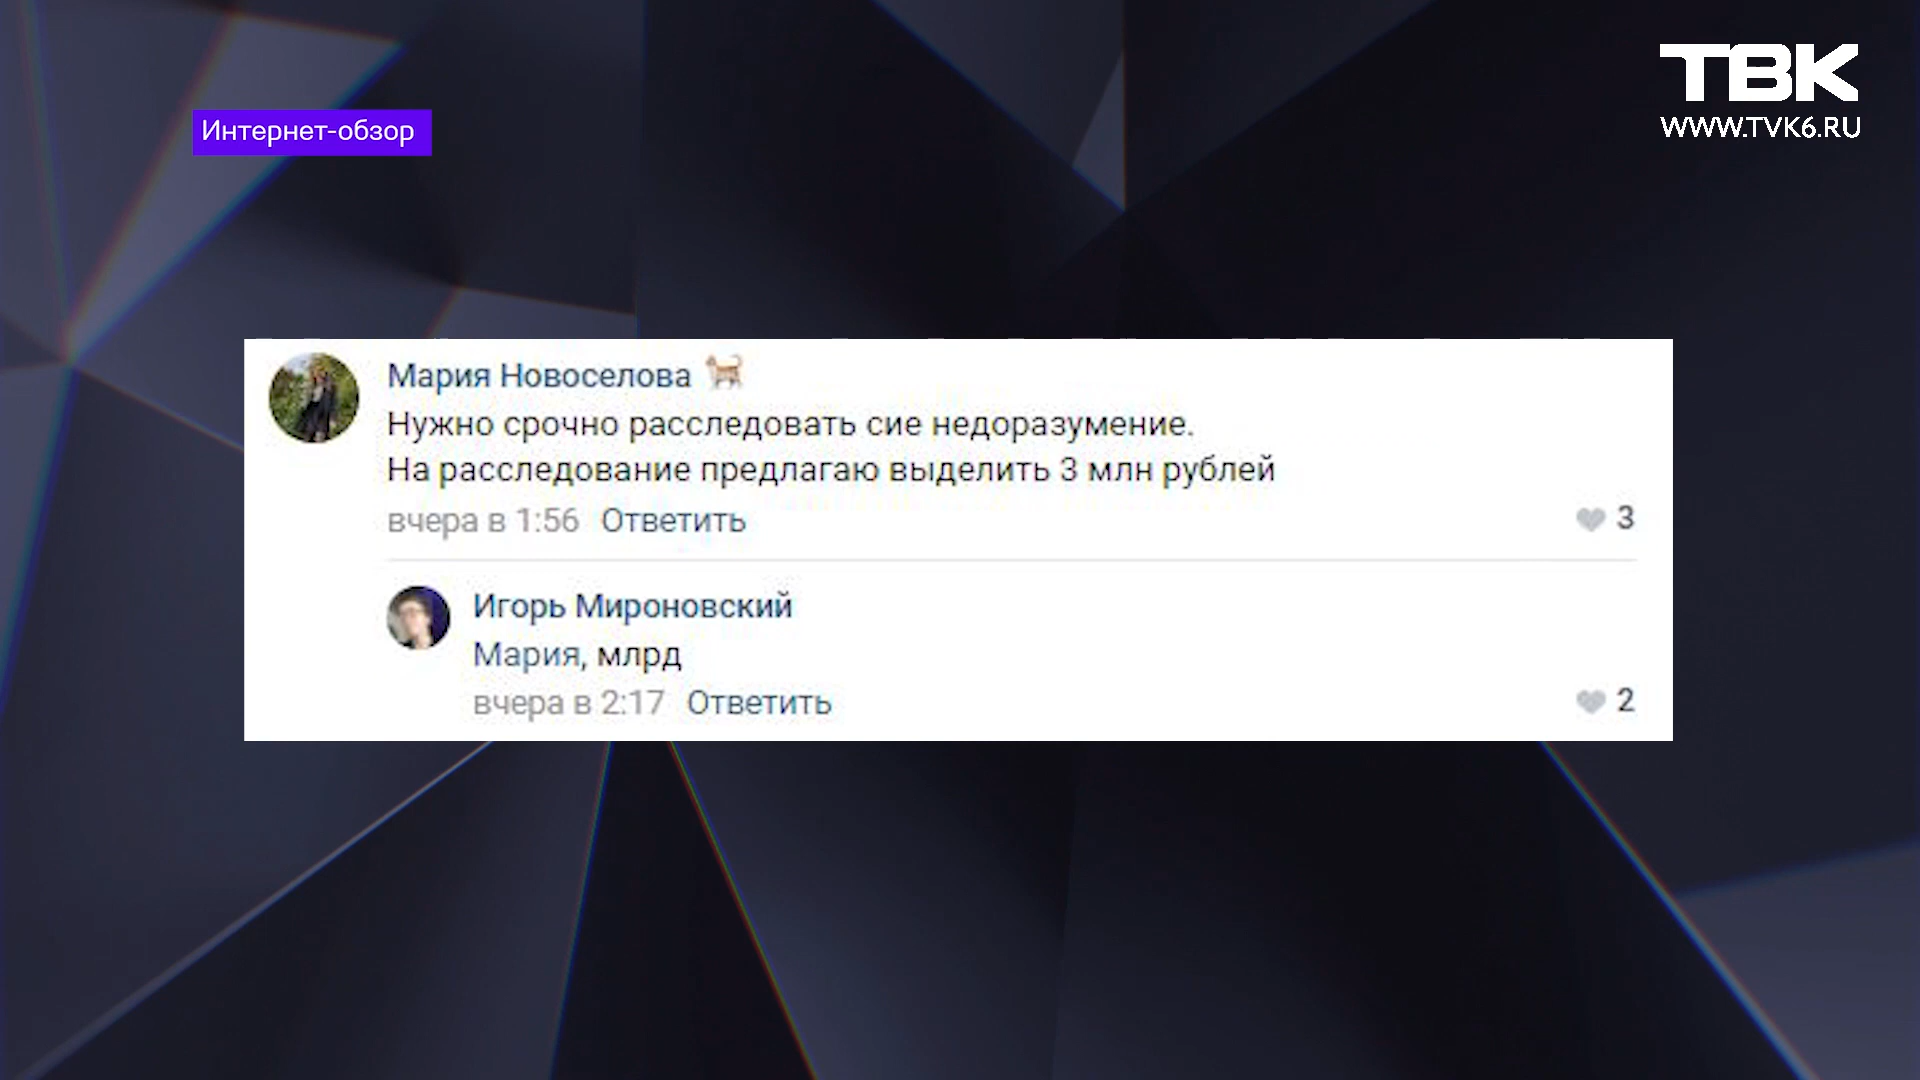 ТВК
WWW.TVK6.RU
Интернет-обзор
Мария Новоселова
Нужно срочно расследовать сие недоразумение.
На расследование предлагаю выделить 3 млн рублей
вчера в 1:56 Ответить 3
Игорь Мироновский
Мария, млрд
вчера в 2:17 Ответить 2